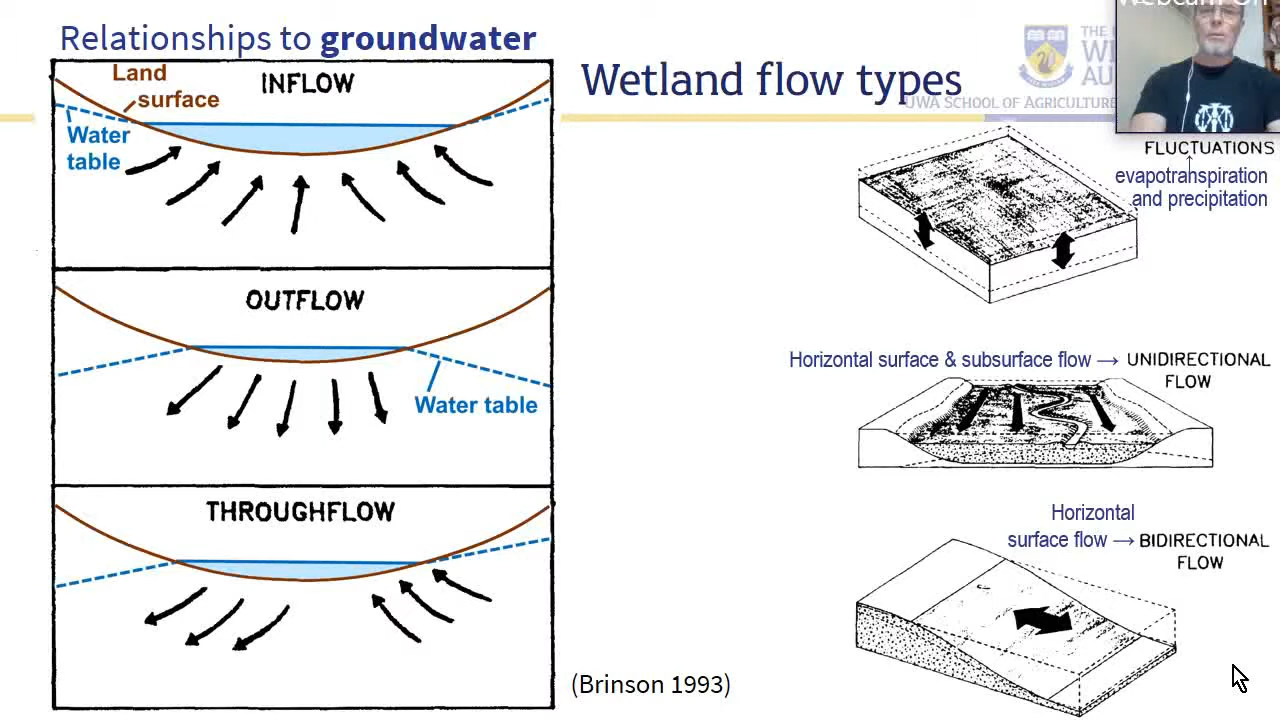 Relationships to groundwater
INFLOW
Land
surface
Water
table
OUTFLOW
Water table
THROUGHFLOW
(Brinson 1993)
Wetland flow types
THE
UWA SCHOOL OF AGRICULTURE
FLUCTUATIONS
↑
evapotranspiration
and precipitation
Horizontal surface & subsurface flow → UNIDIRECTIONAL
FLOW
Horizontal
surface flow → BIDIRECTIONAL
FLOW